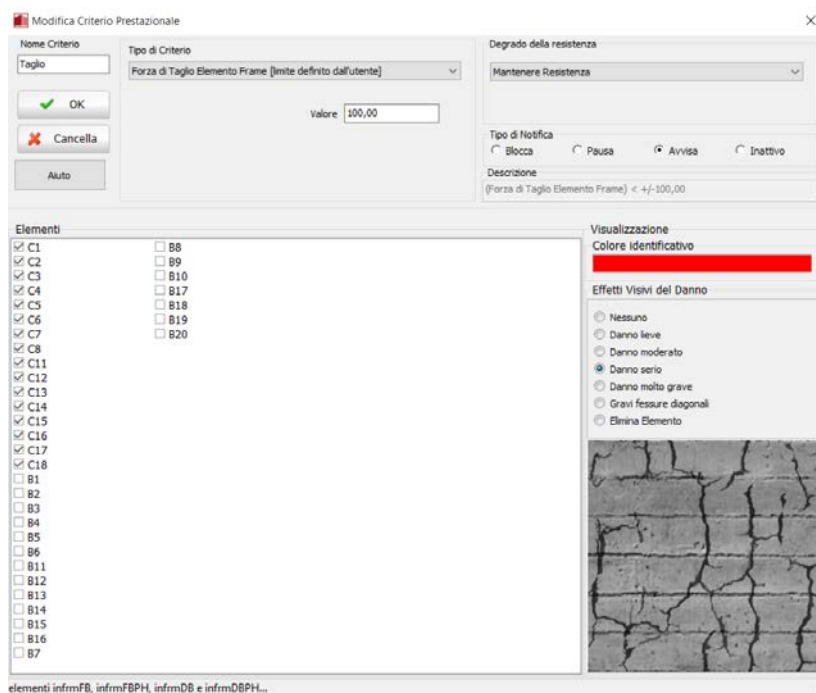 Modifica Criterio Prestazionale
Nome Criterio
Taglio
OK
Cancella
Aiuto
Tipo di Criterio
Forza di Taglio Elemento Frame [limite definito dall'utente]
Valore 100,00
Degrado della resistenza
Mantenere Resistenza
Tipo di Notifica
Blocca Pausa Avvisa Inattivo
Descrizione
(Forza di Taglio Elemento Frame) < +/-100,00
Elementi
C1
C2
C3
C4
C5
C6
C7
C8
C11
C12
C13
C14
C15
C16
C17
C18
B1
B2
B3
B4
B5
B6
B11
B12
B13
B14
B15
B16
B7
B8
B9
B10
B17
B18
B19
B20
Visualizzazione
Colore identificativo
Effetti Visivi del Danno
Nessuno
Danno lieve
Danno moderato
Danno serio
Danno molto grave
Gravi fessure diagonali
Elimina Elemento
elementi infrmFB, infrmFBPH, infrmDB e infrmDBPH...